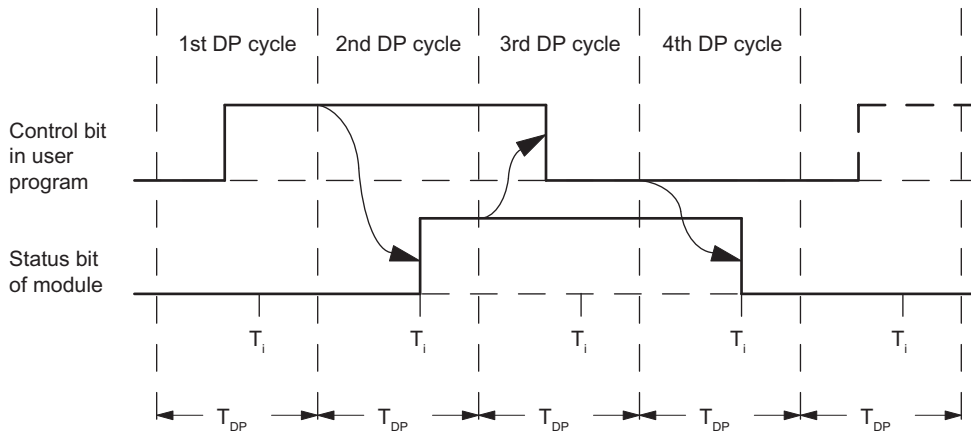 1st DP cycle 2nd DP cycle 3rd DP cycle 4th DP cycle
Control bit
in user
program
Status bit
of module
Ti Ti Ti Ti Ti
TDP TDP TDP TDP TDP